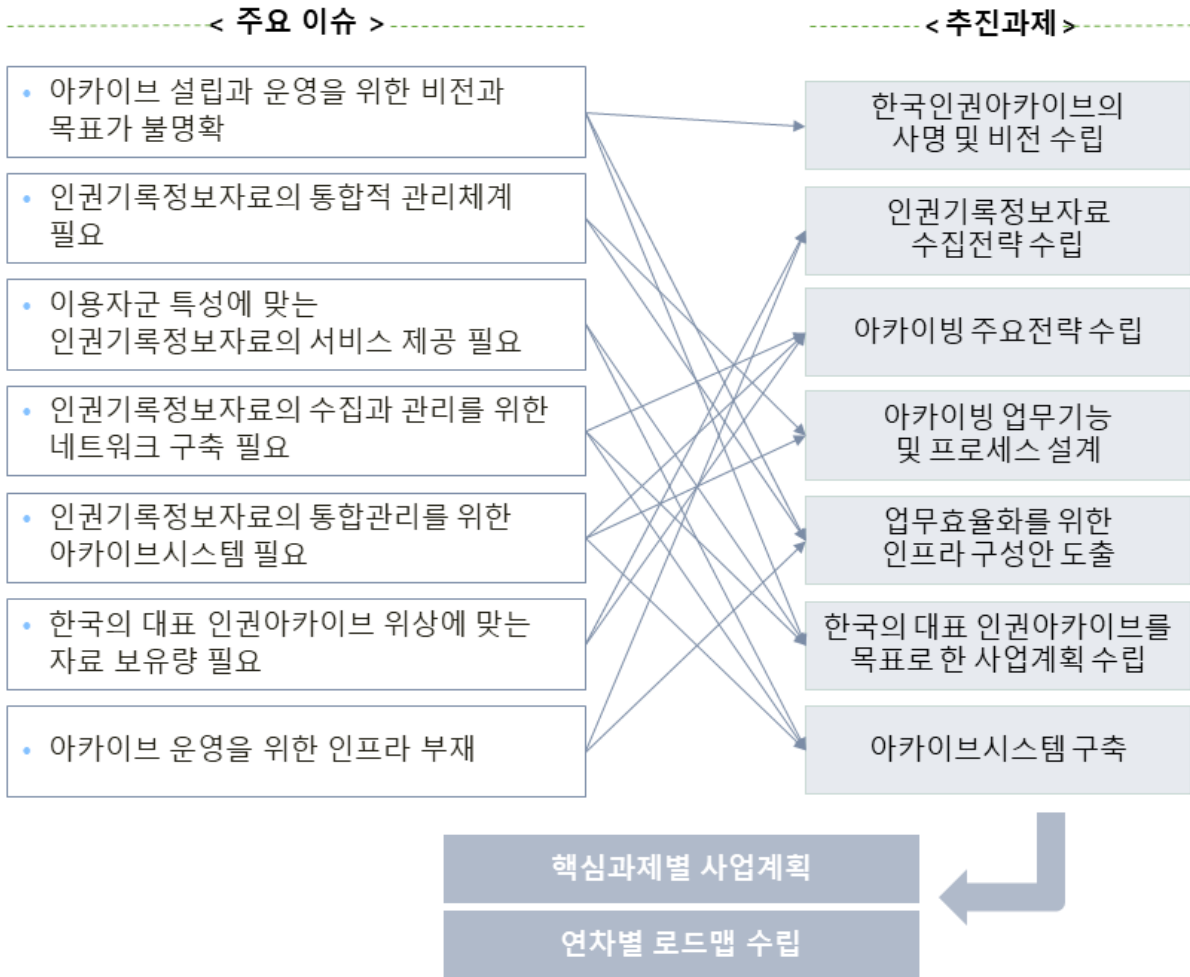 < 주요 이슈 >
• 아카이브 설립과 운영을 위한 비전과
목표가 불명확
• 인권기록정보자료의 통합적 관리체계
필요
• 이용자군 특성에 맞는
인권기록정보자료의 서비스 제공 필요
• 인권기록정보자료의 수집과 관리를 위한
네트워크 구축 필요
• 인권기록정보자료의 통합관리를 위한
아카이브시스템 필요
• 한국의 대표 인권아카이브 위상에 맞는
자료 보유량 필요
• 아카이브 운영을 위한 인프라 부재
< 추진과제 >
한국인권아카이브의
사명 및 비전 수립
인권기록정보자료
수집전략 수립
아카이빙 주요전략 수립
아카이빙 업무기능
및 프로세스 설계
업무효율화를 위한
인프라 구성안 도출
한국의 대표 인권아카이브를
목표로 한 사업계획 수립
아카이브시스템 구축
핵심과제별 사업계획
연차별 로드맵 수립